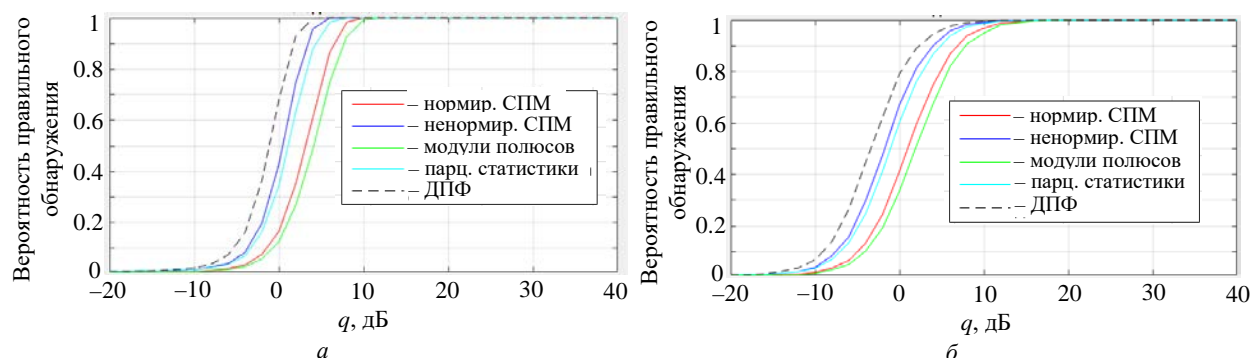 Вероятность правильного
обнаружения
1
0.8
0.6
0.4
0.2
0
– нормир. СПМ
– ненормир. СПМ
– модули полюсов
– парц. статистики
– ДПФ
–20
–10
0
10
20
30
40
q, дБ
а
Вероятность правильного
обнаружения
1
0.8
0.6
0.4
0.2
0
– нормир. СПМ
– ненормир. СПМ
– модули полюсов
– парц. статистики
– ДПФ
–20
–10
0
10
20
30
40
q, дБ
б